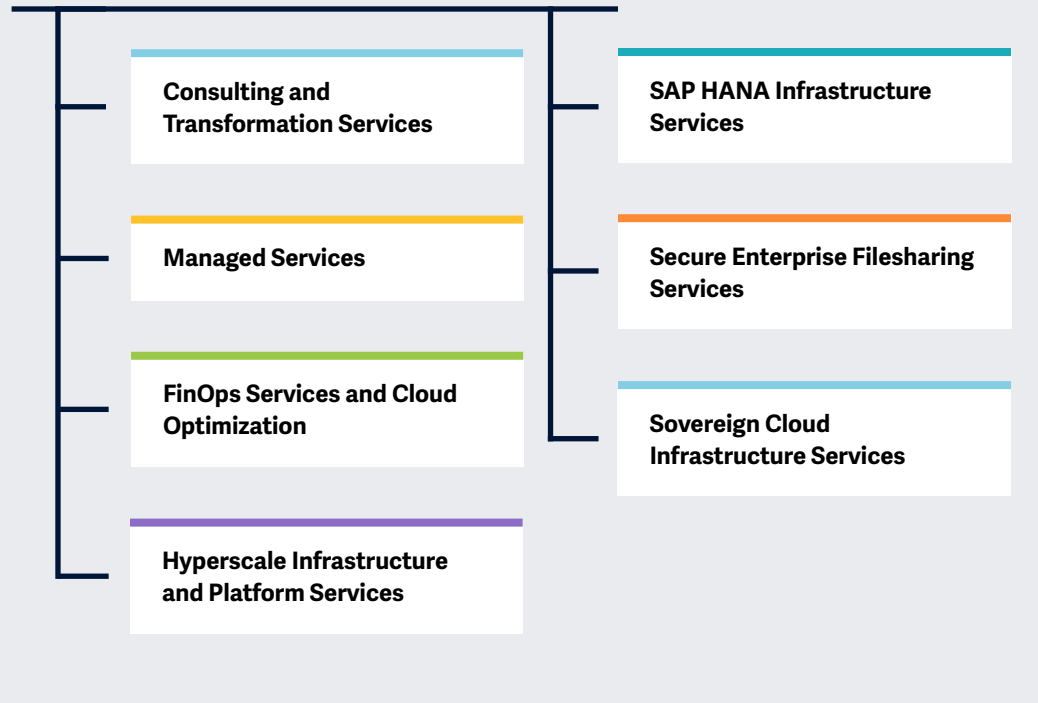 Consulting and
Transformation Services
Managed Services
FinOps Services and Cloud
Optimization
Hyperscale Infrastructure
and Platform Services
SAP HANA Infrastructure
Services
Secure Enterprise Filesharing
Services
Sovereign Cloud
Infrastructure Services